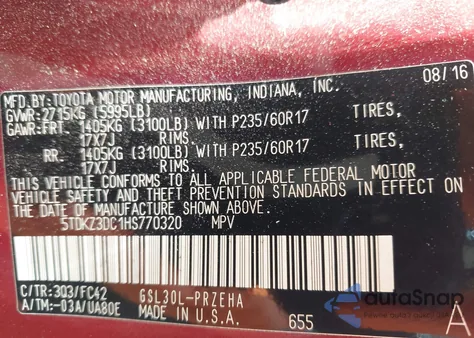 MFD.BY:TOYOTA MOTOR MANUFACTURING, INDIANA, INC. 08/16
GVWR:2715KG (5995LB)
GAWR:FRT. 1405KG (3100LB) WITH P235/60R17 TIRES,
17X7J RIMS.
RR. 1405KG (3100LB) WITH P235/60R17 TIRES,
17X7J RIMS.
THIS VEHICLE CONFORMS TO ALL APPLICABLE FEDERAL MOTOR
VEHICLE SAFETY AND THEFT PREVENTION STANDARDS IN EFFECT ON
THE DATE OF MANUFACTURE SHOWN ABOVE.
5TDKZ3DC1HS770320 MPV
C/TR:3Q3/FC42 GSL30L-PRZEHA
A/TM:-03A/UA80E MADE IN U.S.A. 655 A
autaSnap